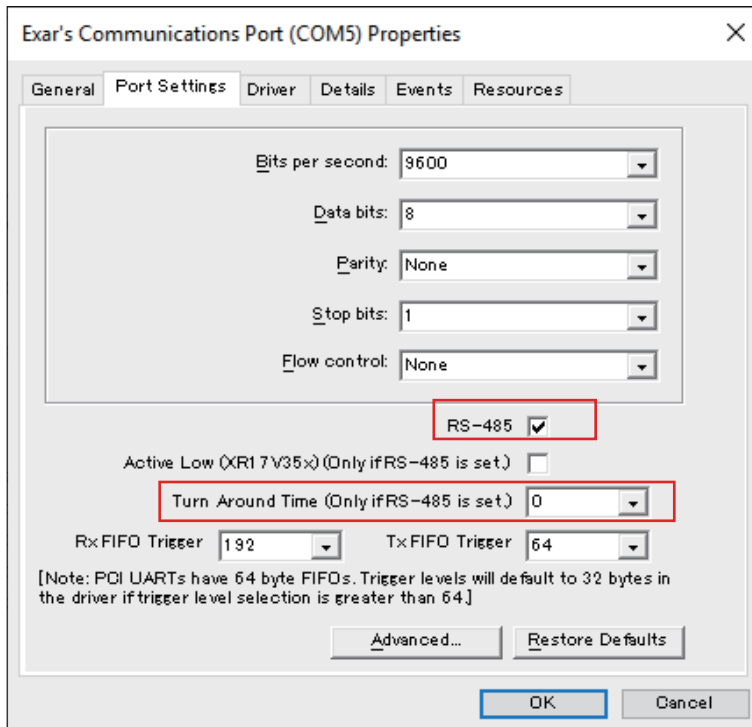 Exar's Communications Port (COM5) Properties
General Port Settings Driver Details Events Resources
Bits per second: 9600
Data bits: 8
Parity: None
Stop bits: 1
Flow control: None
RS-485
Active Low (XR17V35x) (Only if RS-485 is set.)
Turn Around Time (Only if RS-485 is set.) 0
Rx FIFO Trigger 192 Tx FIFO Trigger 64
[Note: PCI UARTs have 64 byte FIFOs. Trigger levels will default to 32 bytes in
the driver if trigger level selection is greater than 64.]
Advanced... Restore Defaults
OK Cancel